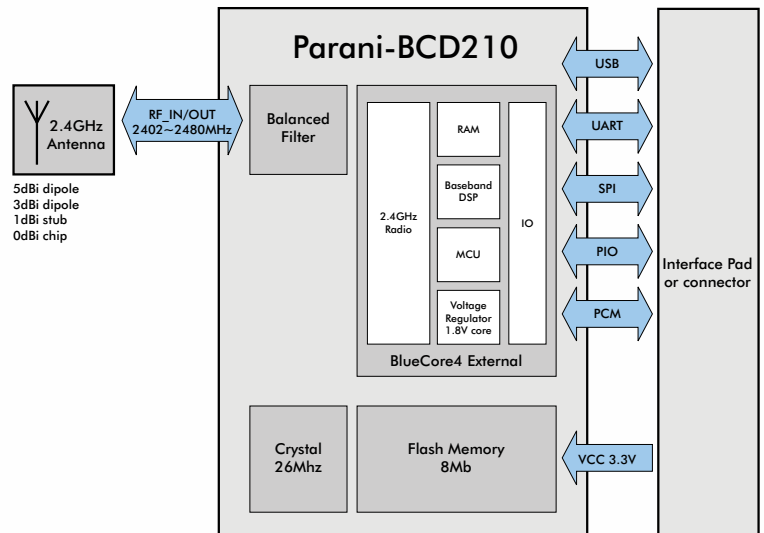 Parani-BCD210
2.4GHz
Antenna
5dBi dipole
3dBi dipole
1dBi stub
0dBi chip
RF_IN/OUT
2402~2480MHz
Balanced
Filter
2.4GHz
Radio
RAM
Baseband
DSP
MCU
Voltage
Regulator
1.8V core
IO
BlueCore4 External
Crystal
26Mhz
Flash Memory
8Mb
USB
UART
SPI
PIO
PCM
VCC 3.3V
Interface Pad
or connector